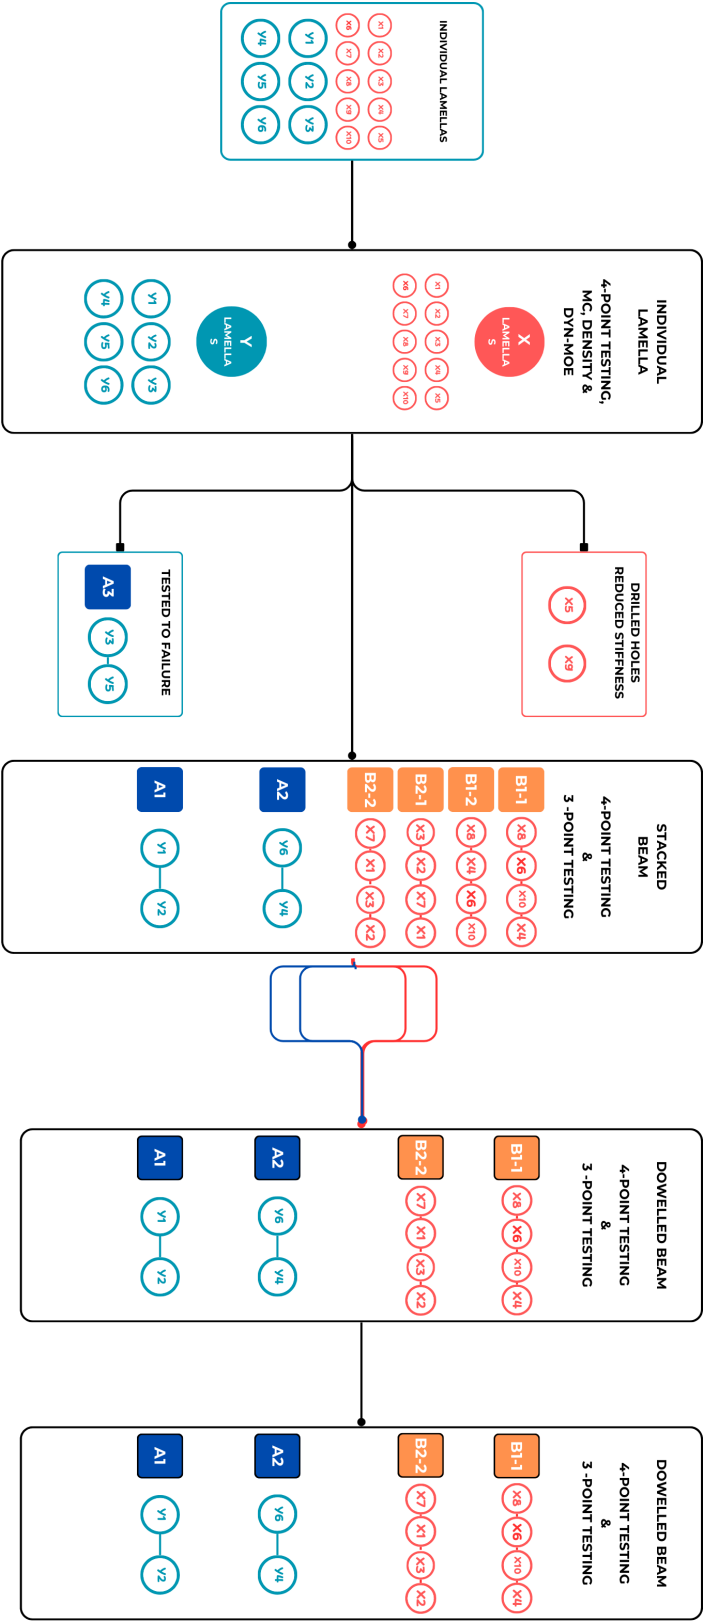 INDIVIDUAL LAMELLAS
X1
X2
X3
X4
X5
X6
X7
X8
X9
X10
Y1
Y2
Y3
Y4
Y5
Y6
INDIVIDUAL
LAMELLA
4-POINT TESTING,
MC, DENSITY &
DYN-MOE
X
LAMELLA
S
X1
X2
X3
X4
X5
X6
X7
X8
X9
X10
Y
LAMELLA
S
Y1
Y2
Y3
Y4
Y5
Y6
DRILLED HOLES
REDUCED STIFFNESS
X5
X9
TESTED TO FAILURE
A3
Y3
Y5
STACKED
BEAM
4-POINT TESTING
&
3 -POINT TESTING
B1-1
X8
X6
X10
X4
B1-2
X8
X4
X6
X10
B2-1
X3
X2
X7
X1
B2-2
X7
X1
X3
X2
A2
Y6
Y4
A1
Y1
Y2
DOWELLED BEAM
4-POINT TESTING
&
3 -POINT TESTING
B1-1
X8
X6
X10
X4
B2-2
X7
X1
X3
X2
A2
Y6
Y4
A1
Y1
Y2
DOWELLED BEAM
4-POINT TESTING
&
3 -POINT TESTING
B1-1
X8
X6
X10
X4
B2-2
X7
X1
X3
X2
A2
Y6
Y4
A1
Y1
Y2